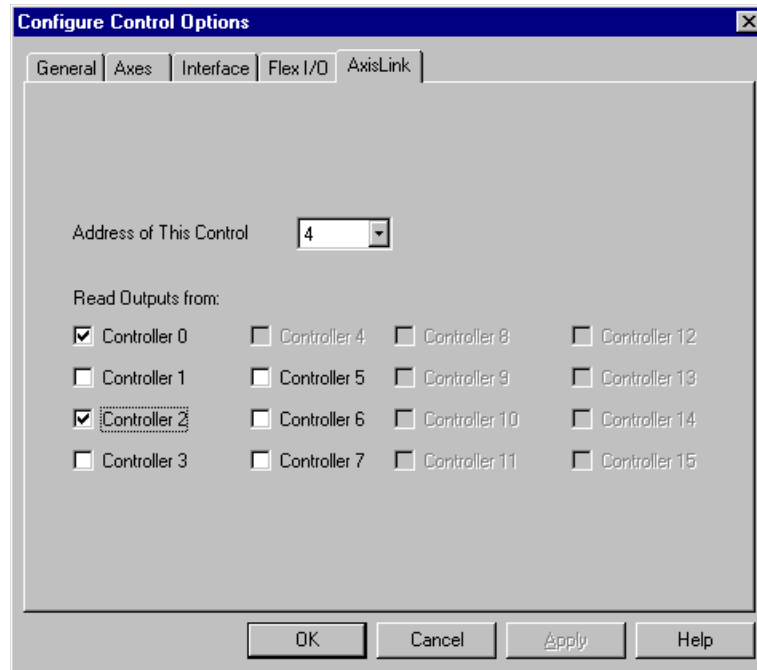 Configure Control Options
General Axes Interface Flex I/O AxisLink
Address of This Control 4
Read Outputs from:
Controller 0 Controller 4 Controller 8 Controller 12
Controller 1 Controller 5 Controller 9 Controller 13
Controller 2 Controller 6 Controller 10 Controller 14
Controller 3 Controller 7 Controller 11 Controller 15
OK Cancel Apply Help